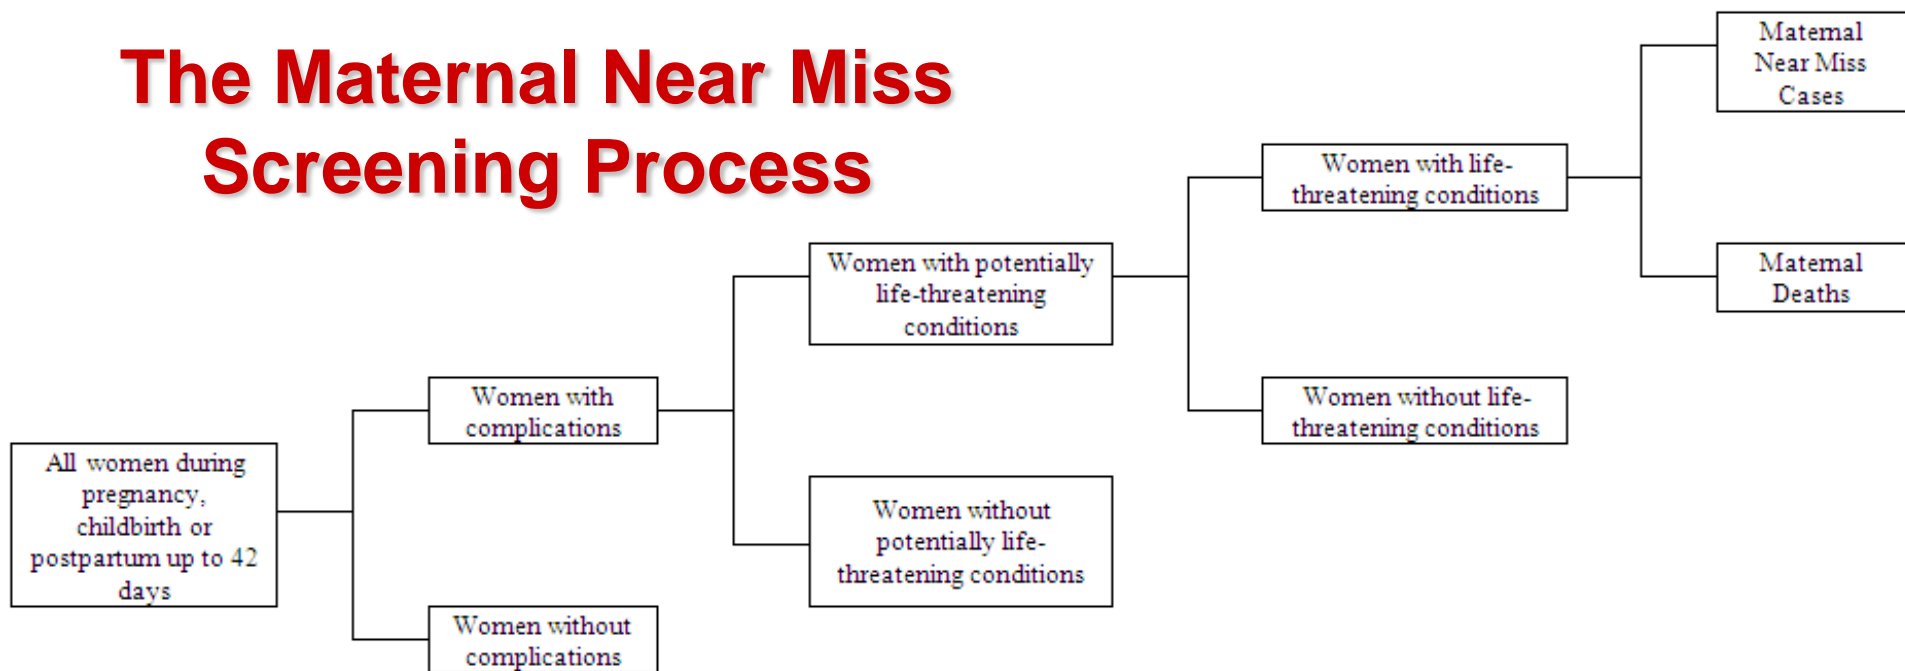 The Maternal Near Miss
Screening Process
All women during
pregnancy,
childbirth or
postpartum up to 42
days
Women with
complications
Women without
complications
Women with potentially
life-threatening
conditions
Women without
potentially life-
threatening conditions
Women with life-
threatening conditions
Women without life-
threatening conditions
Maternal
Near Miss
Cases
Maternal
Deaths